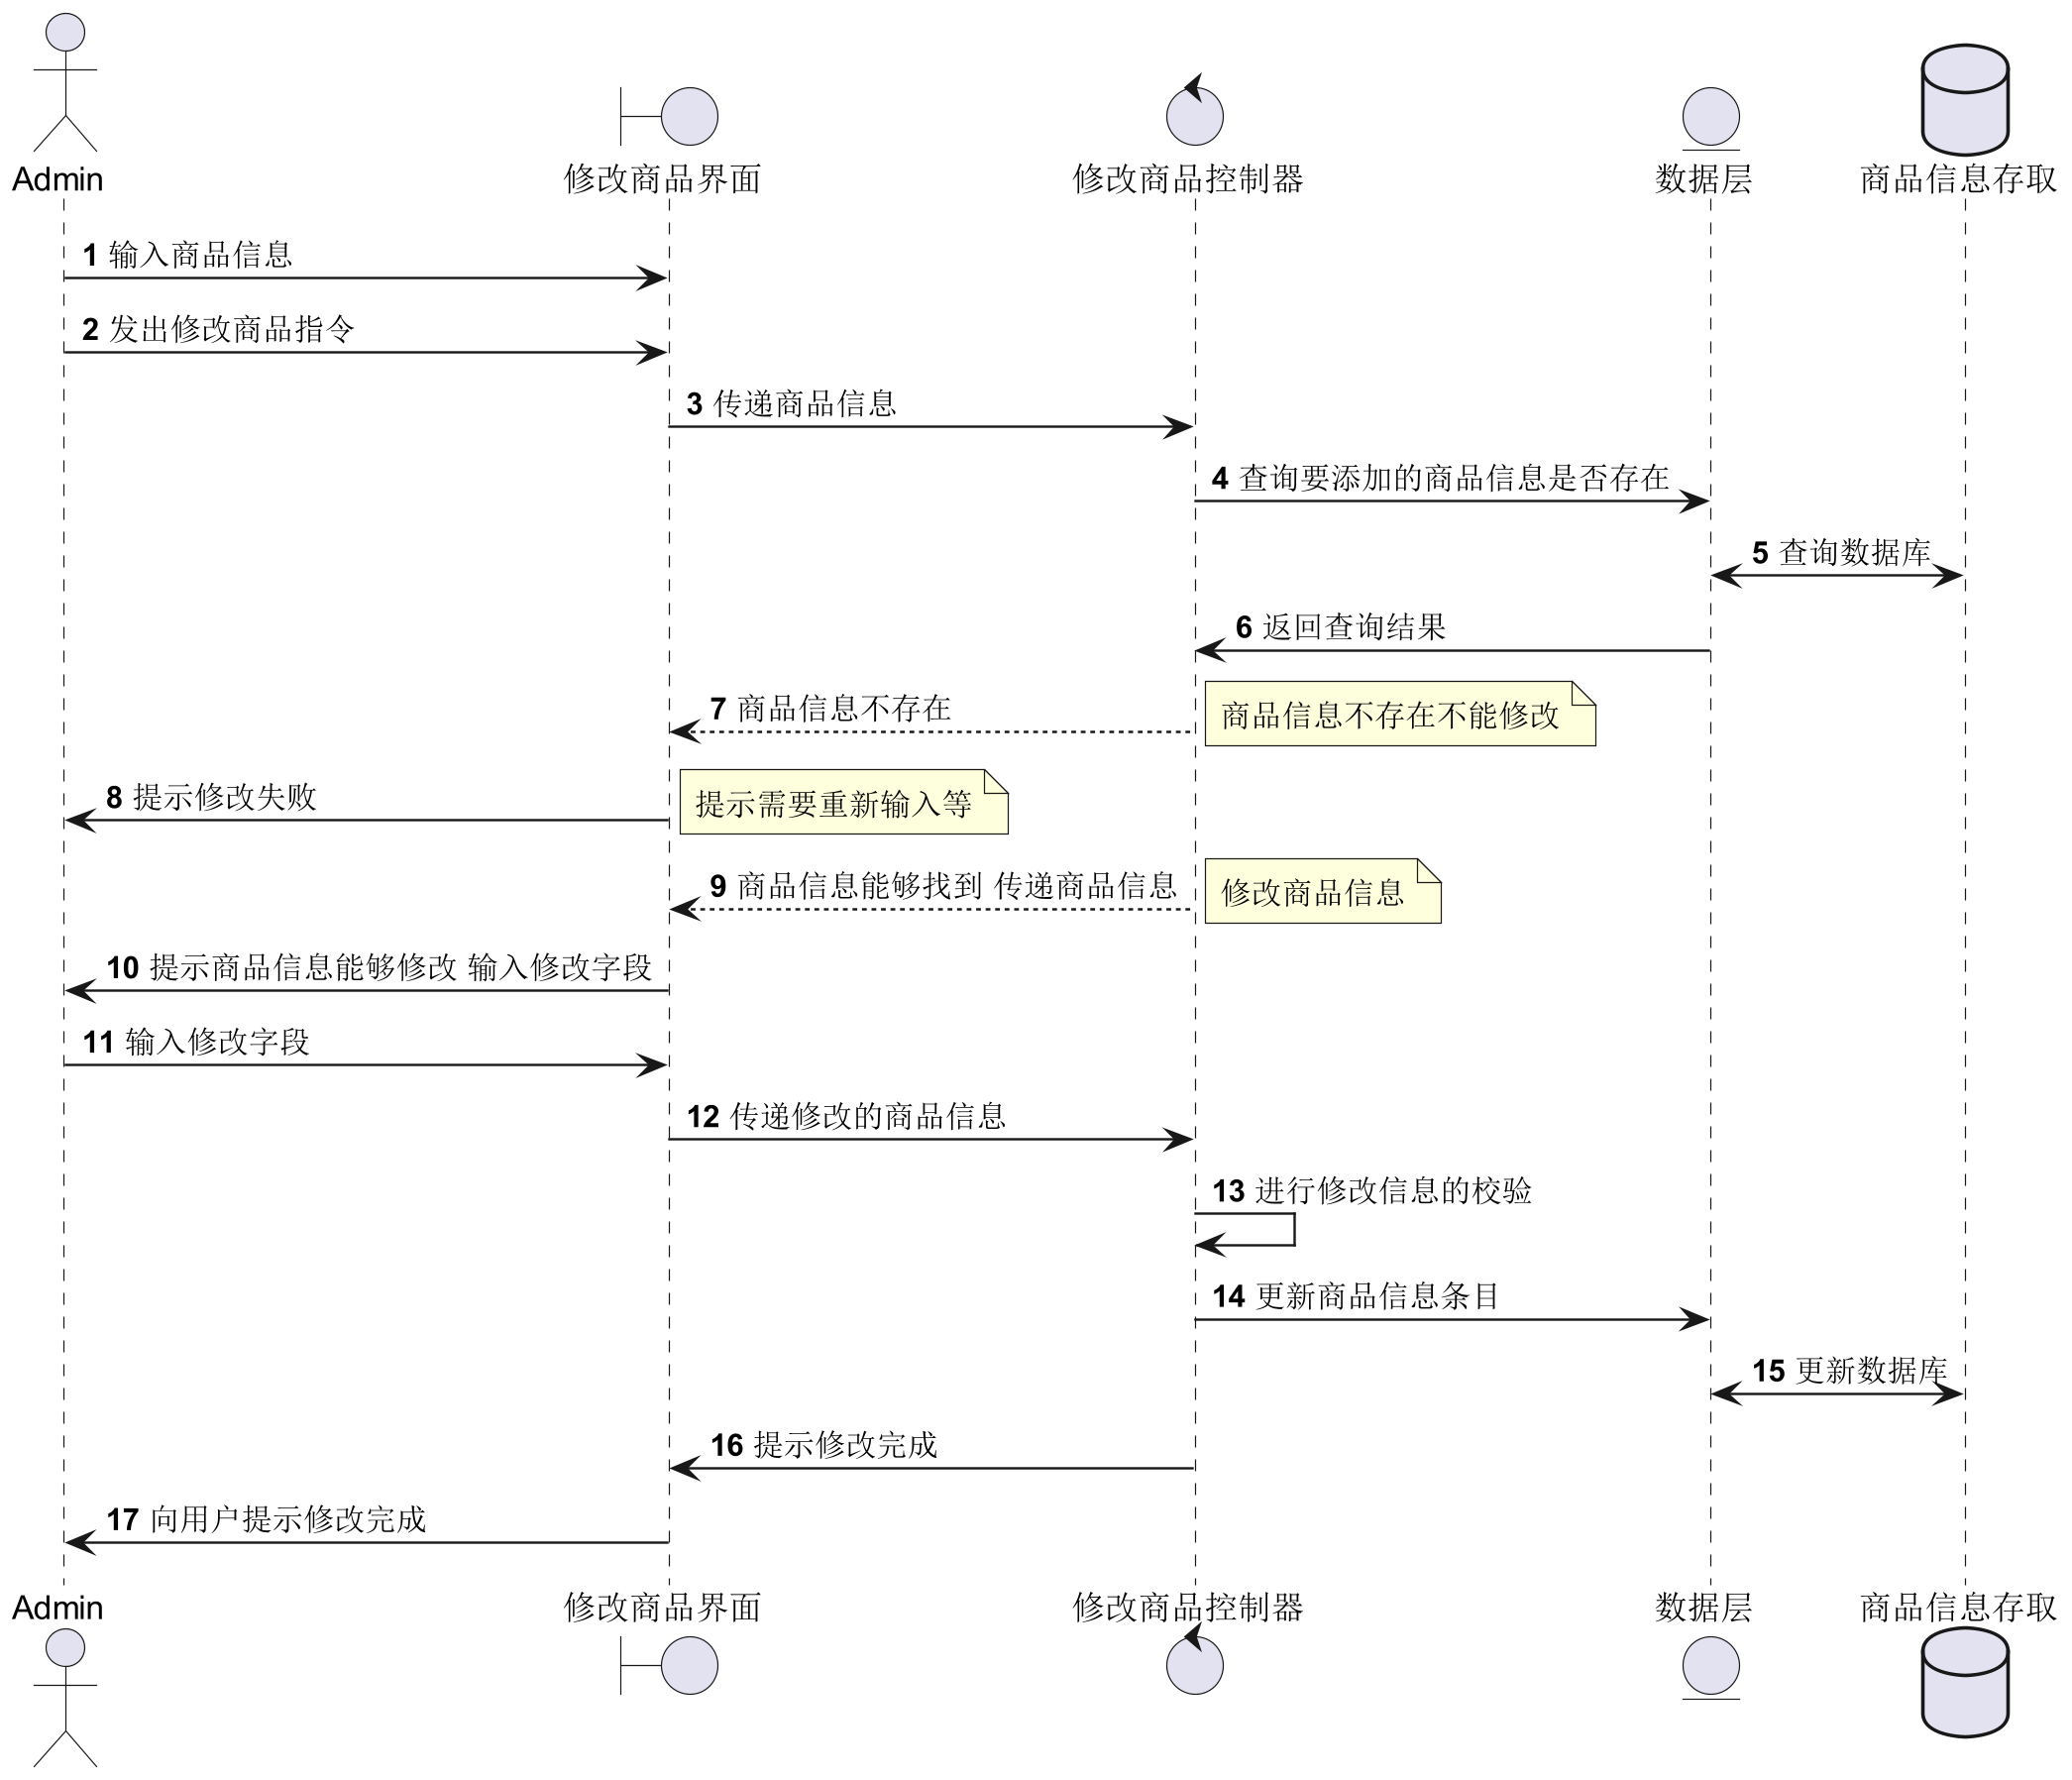 Admin
修改商品界面
修改商品控制器
数据层
商品信息存取
1 输入商品信息
2 发出修改商品指令
3 传递商品信息
4 查询要添加的商品信息是否存在
5 查询数据库
6 返回查询结果
7 商品信息不存在
商品信息不存在不能修改
8 提示修改失败
提示需要重新输入等
9 商品信息能够找到 传递商品信息
修改商品信息
10 提示商品信息能够修改 输入修改字段
11 输入修改字段
12 传递修改的商品信息
13 进行修改信息的校验
14 更新商品信息条目
15 更新数据库
16 提示修改完成
17 向用户提示修改完成
Admin
修改商品界面
修改商品控制器
数据层
商品信息存取